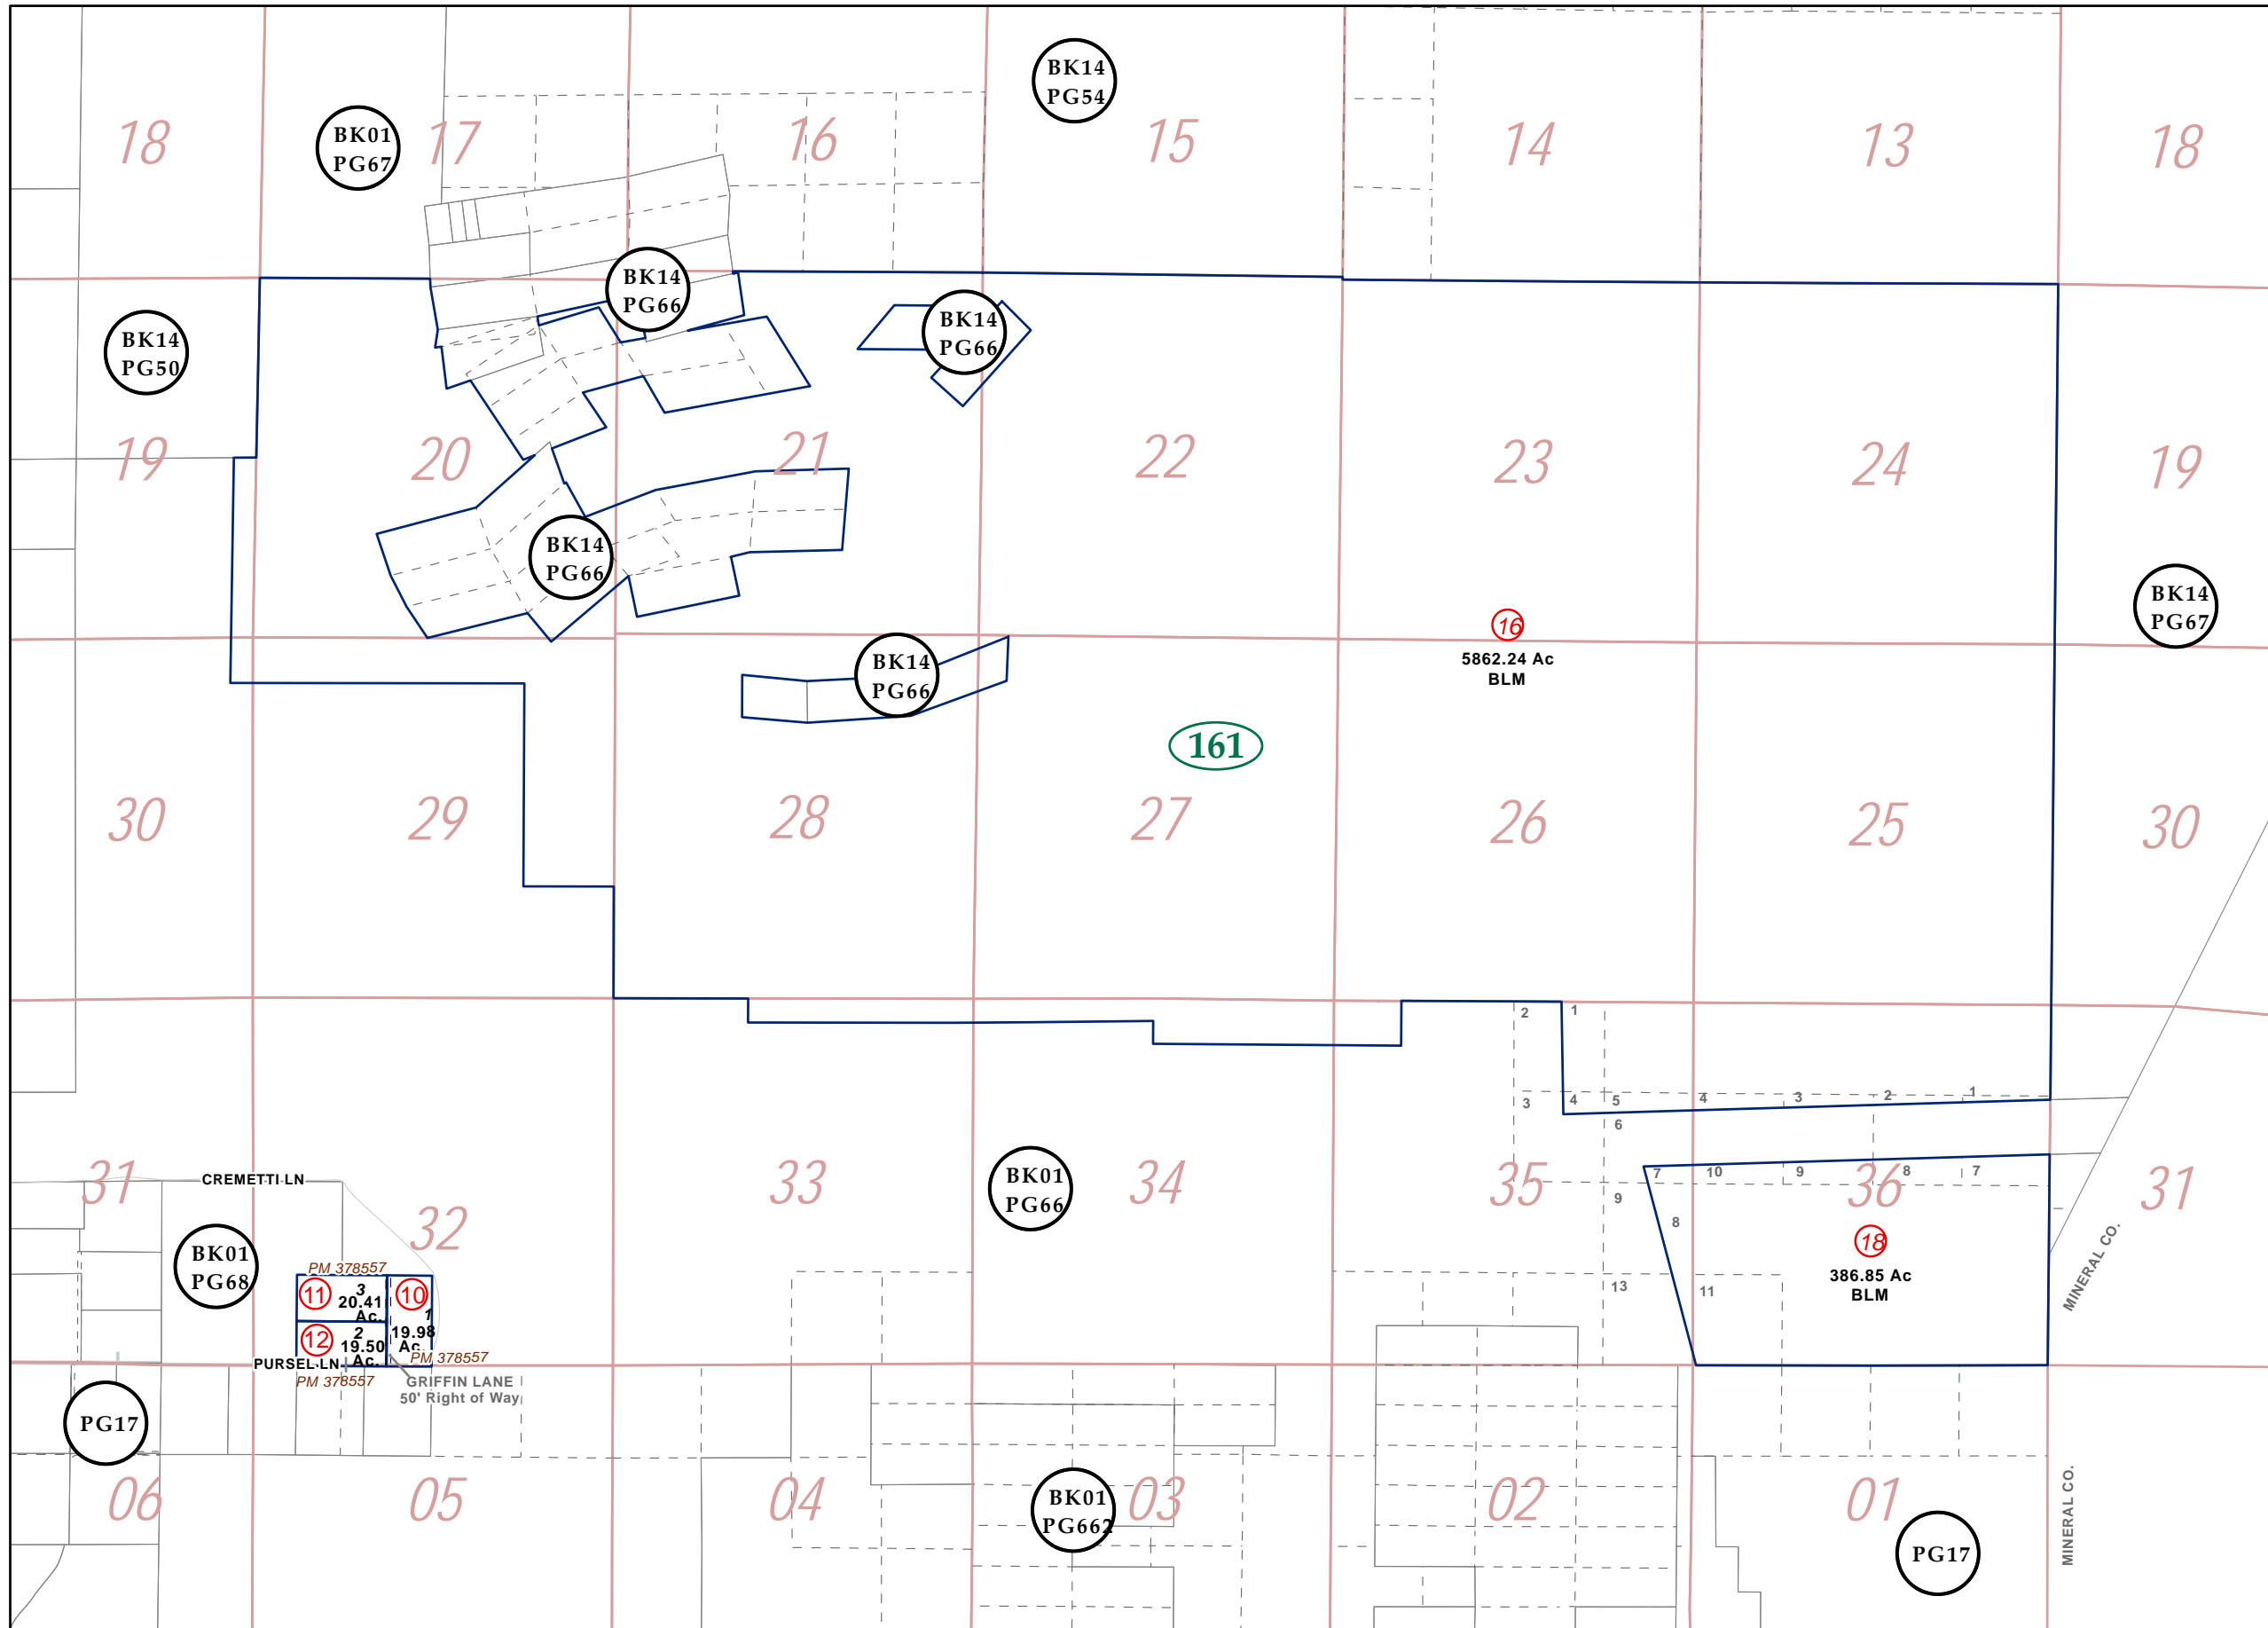 BK14
PG54
BK01
PG67
18
17
16
15
14
13
18
BK14
PG66
BK14
PG50
BK14
PG66
19
20
21
22
23
24
19
BK14
PG66
BK14
PG67
16
5862.24 Ac
BLM
BK14
PG66
161
30
29
28
27
26
25
30
2
1
3
4
5
4
3
2
1
6
31
CREMETTI LN
32
33
BK01
PG66
34
35
7
10
9
36
8
7
31
9
8
BK01
PG68
PM 378557
11
3
20.41
Ac.
10
1
19.98
Ac.
12
2
19.50
Ac.
PM 378557
PURSEL LN
PM 378557
GRIFFIN LANE
50' Right of Way
13
11
18
386.85 Ac
BLM
MINERAL CO.
PG17
06
05
04
BK01
PG662
03
02
01
PG17
MINERAL CO.